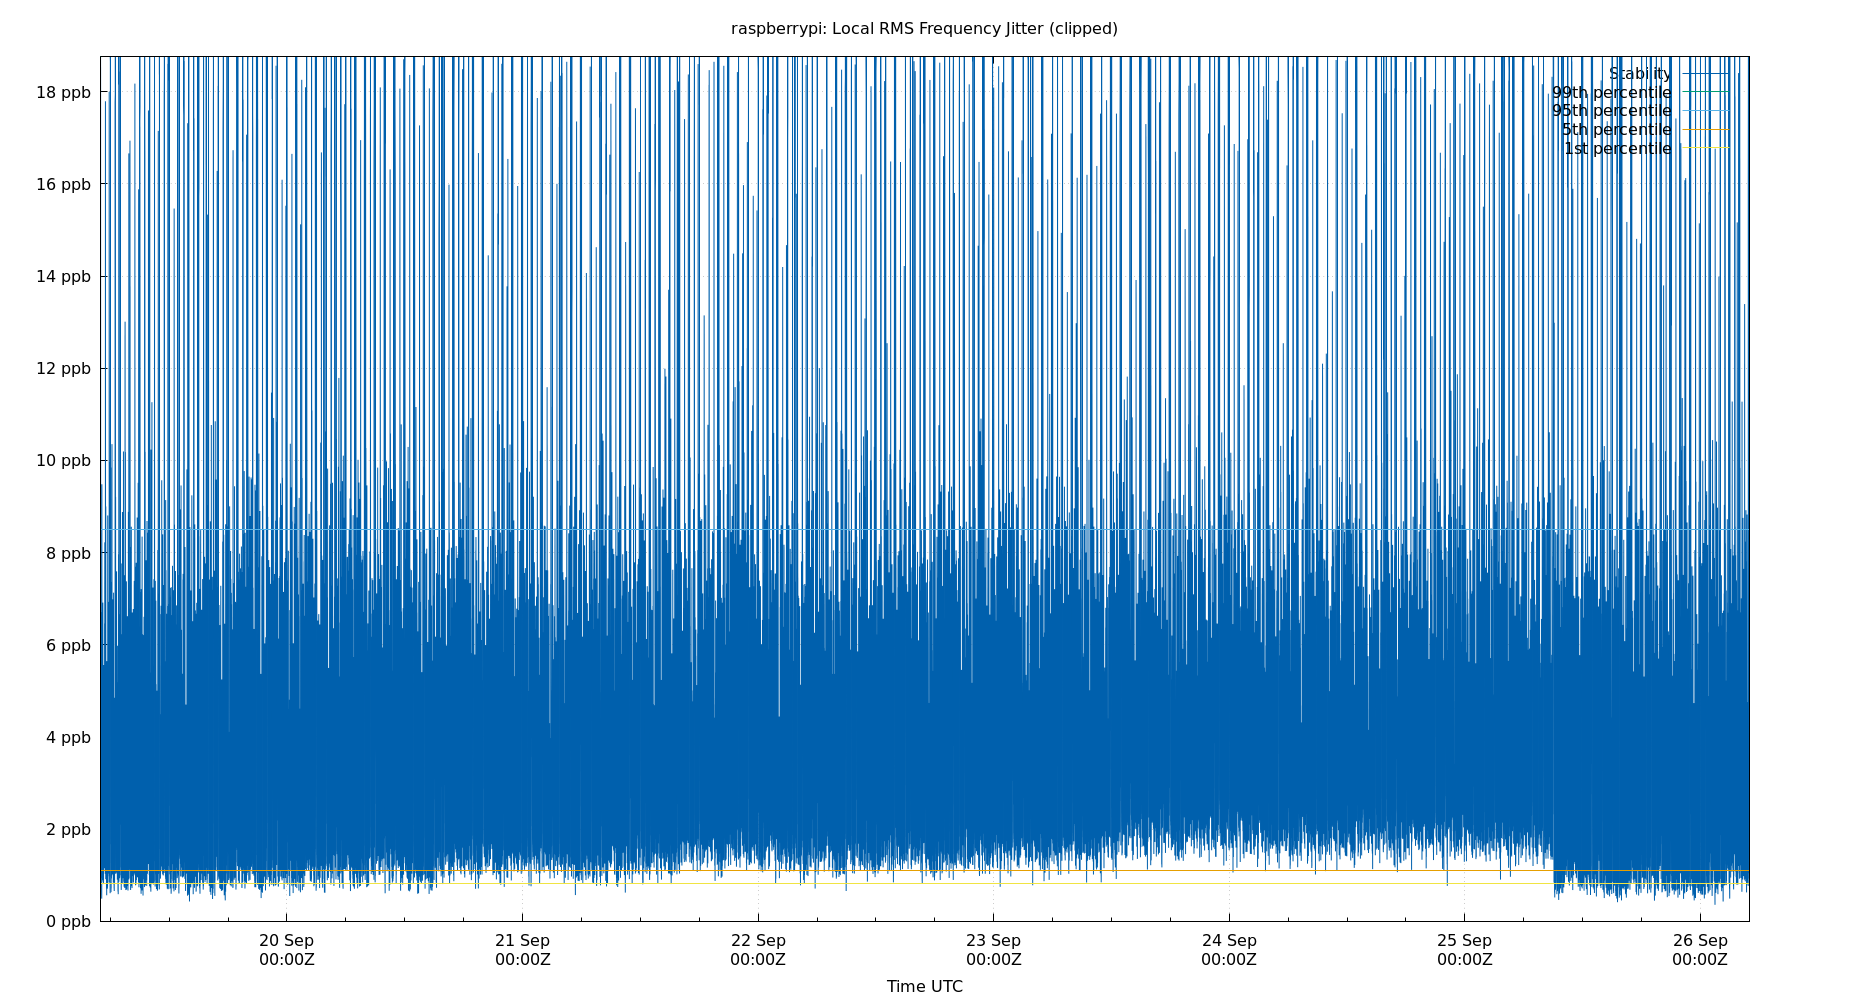 raspberrypi: Local RMS Frequency Jitter (clipped)
Stability
18 ppb
99th percentile
95th percentile
5th percentile
1st percentile
16 ppb
14 ppb
12 ppb
10 ppb
8 ppb
6 ppb
4 ppb
2 ppb
0 ppb
20 Sep 21 Sep 22 Sep 23 Sep 24 Sep 25 Sep 26 Sep
00:00Z 00:00Z 00:00Z 00:00Z 00:00Z 00:00Z 00:00Z
Time UTC